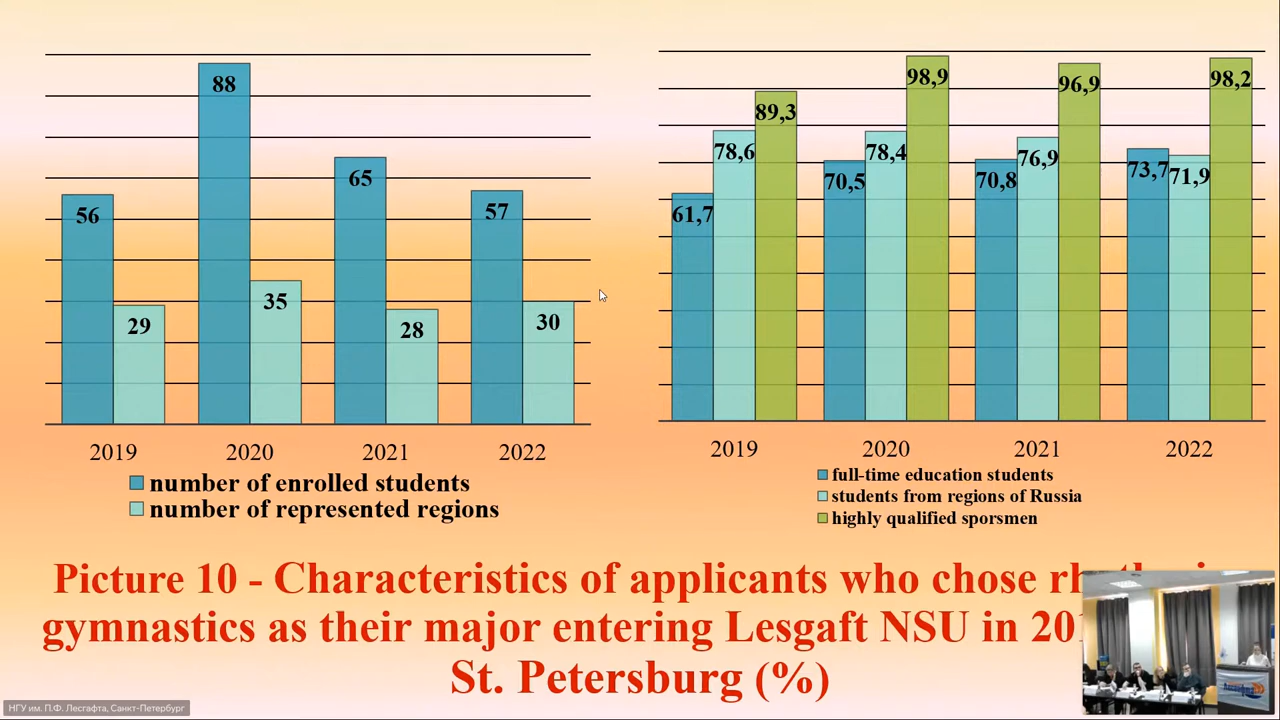 88
65
56
57
35
29
28
30
2019 2020 2021 2022
number of enrolled students
number of represented regions
98,9
96,9
98,2
89,3
78,6
78,4
76,9
73,7
71,9
70,5
70,8
61,7
2019 2020 2021 2022
full-time education students
students from regions of Russia
highly qualified sporsmen
Picture 10 - Characteristics of applicants who chose
gymnastics as their major entering Lesgaft NSU in
St. Petersburg (%)
НГУ им. П.Ф. Лесгафта, Санкт-Петербург